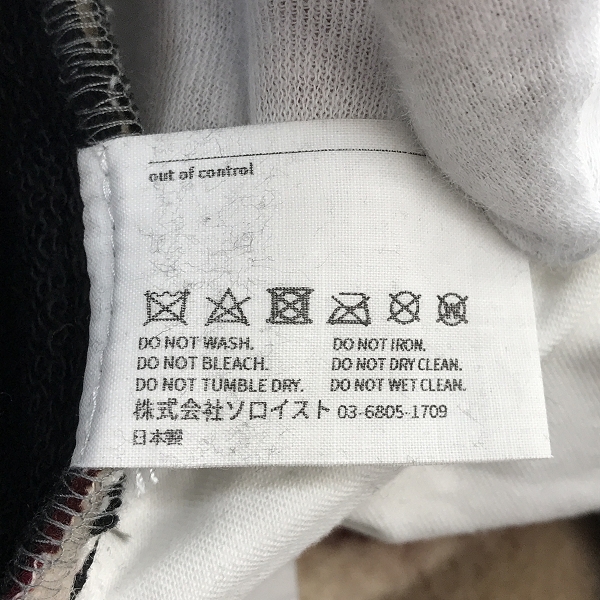 out of control
W
DO NOT WASH. DO NOT IRON.
DO NOT BLEACH. DO NOT DRY CLEAN.
DO NOT TUMBLE DRY. DO NOT WET CLEAN.
株式会社ソロイスト 03-6805-1709
日本製